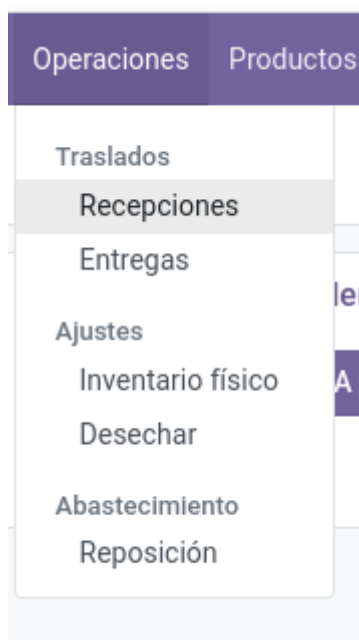 Operaciones Productos
Traslados
Recepciones
Entregas
Ajustes
Inventario físico
A
Desechar
Abastecimiento
Reposición